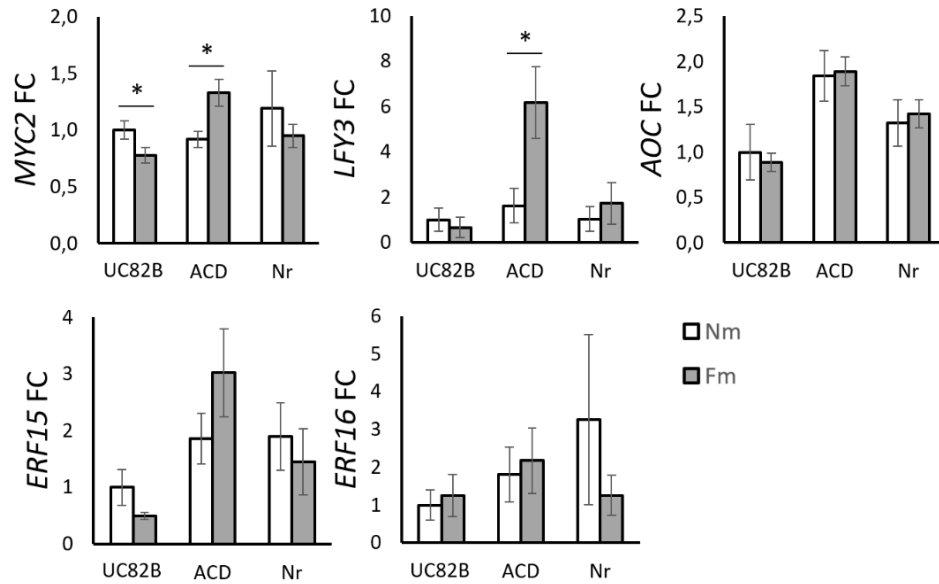 MYC2 FC
2,0
1,5
1,0
0,5
0,0
*
*
UC82B ACD Nr
LFY3 FC
10
8
6
4
2
0
*
UC82B ACD Nr
AOC FC
2,5
2,0
1,5
1,0
0,5
0,0
UC82B ACD Nr
ERF15 FC
4
3
2
1
0
UC82B ACD Nr
ERF16 FC
6
5
4
3
2
1
0
UC82B ACD Nr
Nm
Fm